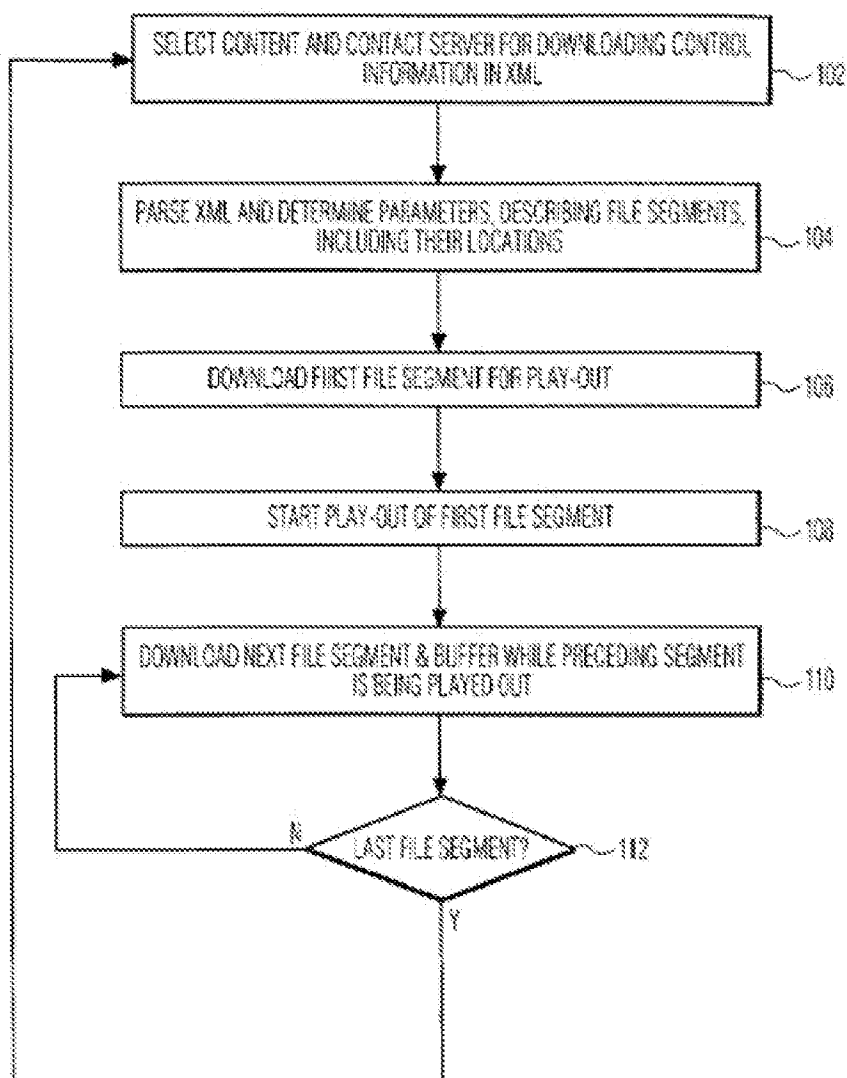 SELECT CONTENT AND CONTACT SERVER FOR DOWNLOADING CONTROL
INFORMATION IN XML
102
PARSE XML AND DETERMINE PARAMETERS, DESCRIBING FILE SEGMENTS,
INCLUDING THEIR LOCATIONS
104
DOWNLOAD FIRST FILE SEGMENT FOR PLAY-OUT
106
START PLAY-OUT OF FIRST FILE SEGMENT
108
DOWNLOAD NEXT FILE SEGMENT & BUFFER WHILE PRECEDING SEGMENT
IS BEING PLAYED OUT
110
N
LAST FILE SEGMENT?
112
Y